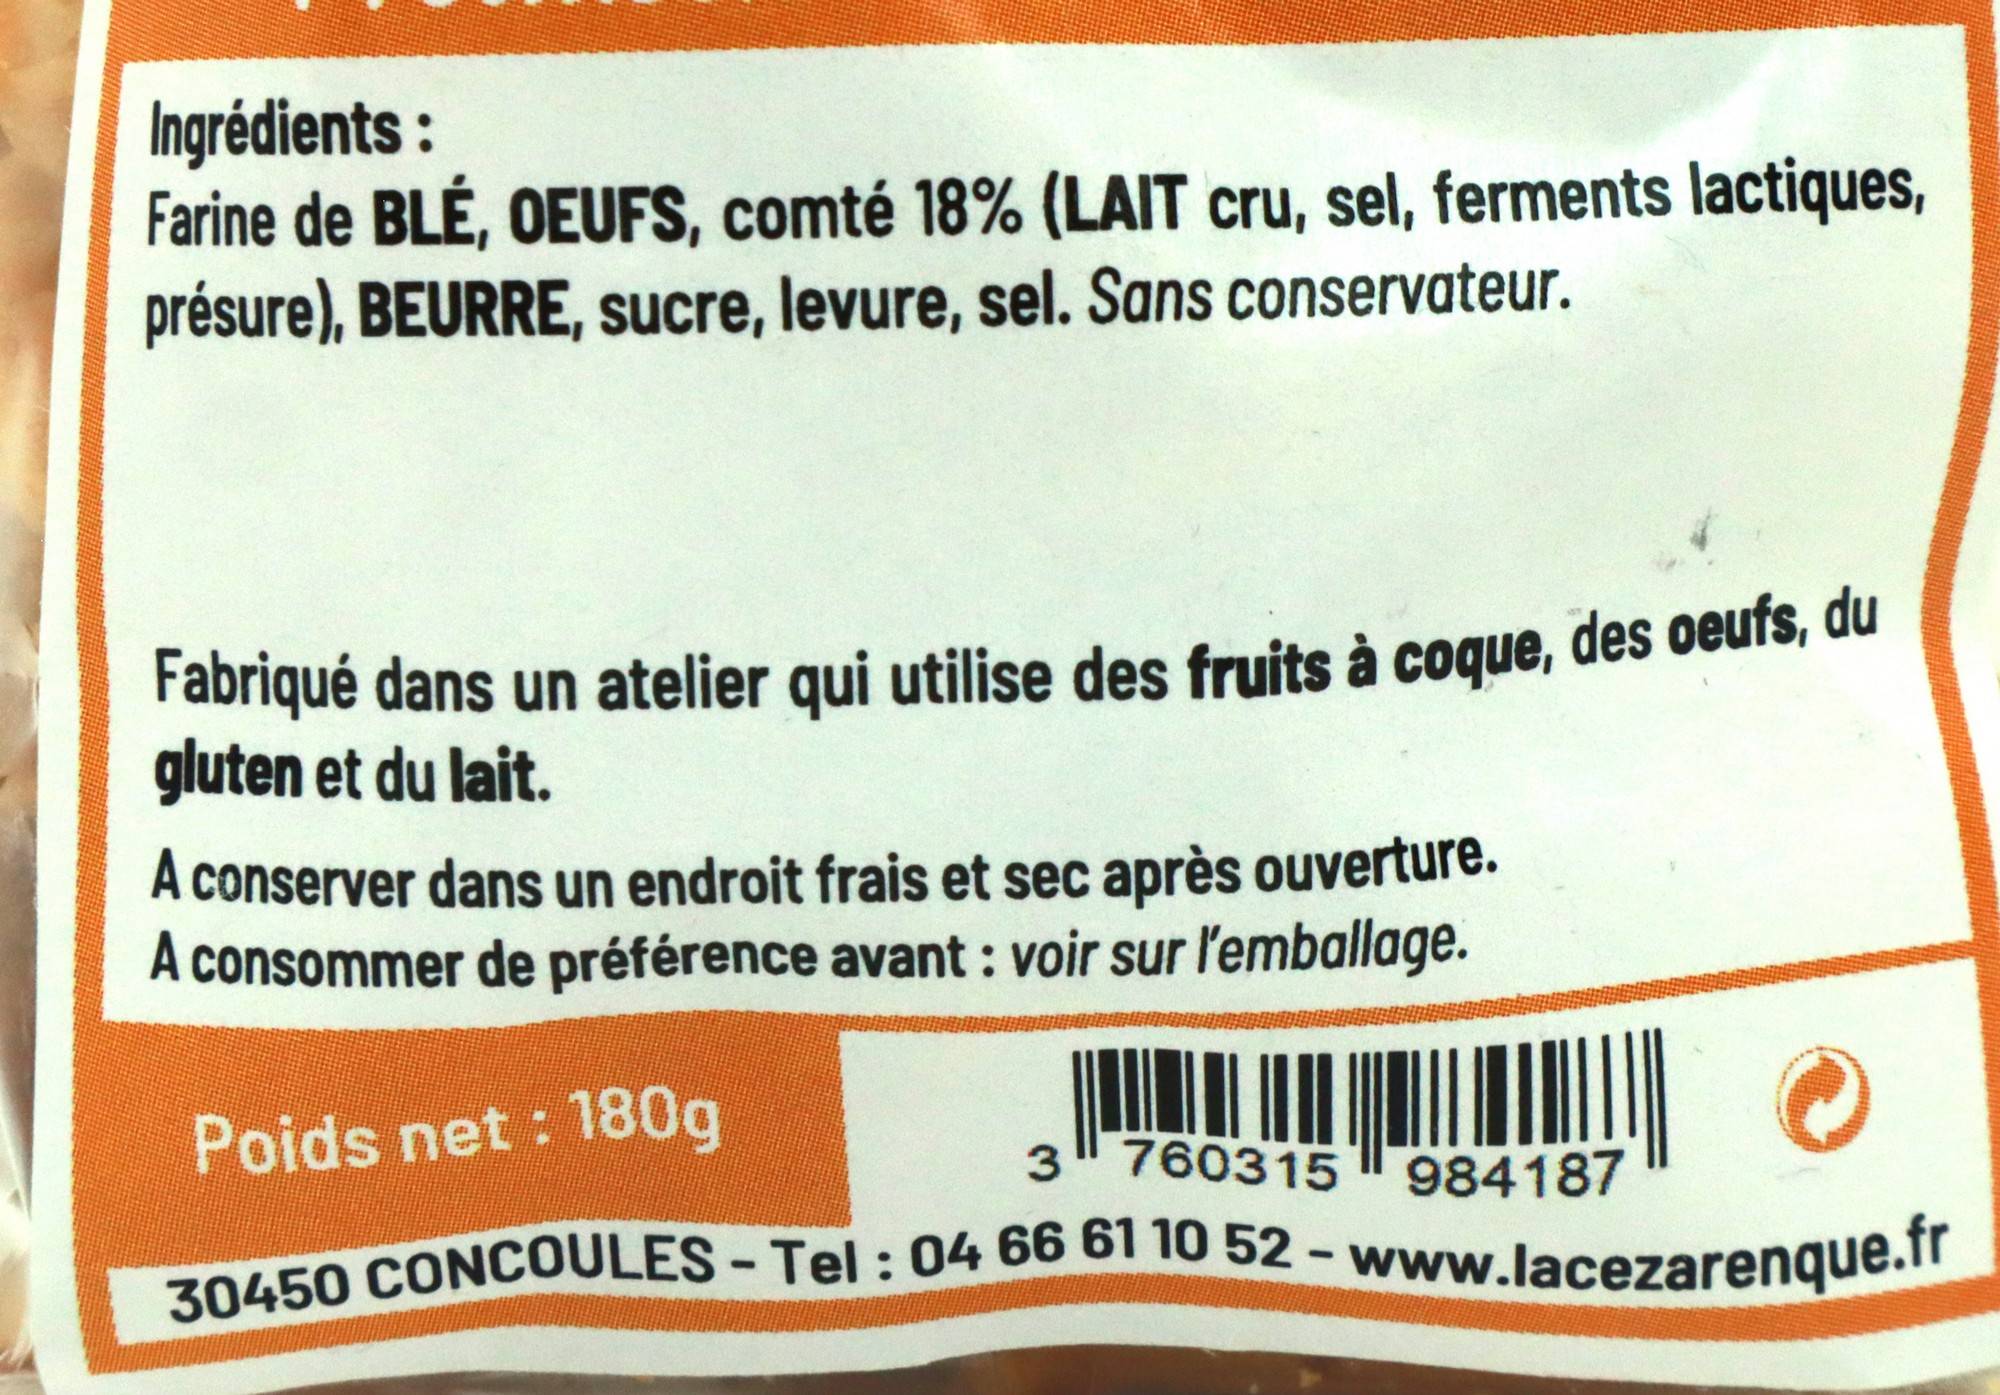 Ingrédients :
Farine de BLÉ, OEUFS, comté 18% (LAIT cru, sel, ferments lactiques,
présure), BEURRE, sucre, levure, sel. Sans conservateur.
Fabriqué dans un atelier qui utilise des fruits à coque, des oeufs, du
gluten et du lait.
A conserver dans un endroit frais et sec après ouverture.
A consommer de préférence avant : voir sur l'emballage.
Poids net : 180g
3 760315 984187
30450 CONCOULES - Tel : 04 66 61 10 52 - www.lacezarenque.fr